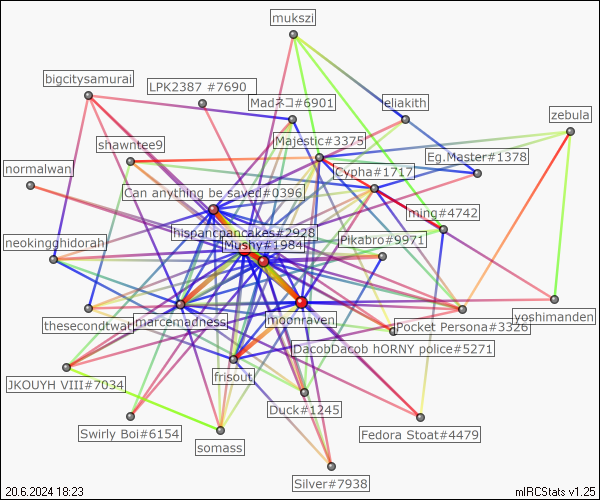 mukszi
bigcitysamurai
LPK2387 #7690
Madネコ#6901
eliakith
zebula
shawntee9
Majestic#3375
Eg.Master#1378
normalwan
Cypha#1717
Can anything be saved#0396
ming#4742
hispanicpancakes#2928
Pikabro#9971
neokingghidorah
Mushy#1984
yoshimanden
thesecondtwat
marcemadness
moonraven
Pocket Persona#3326
DacobDacob hORNY police#5271
JKOUYH VIII#7034
frisout
Duck#1245
Swirly Boi#6154
somass
Fedora Stoat#4479
Silver#7938
20.6.2024 18:23
mIRCStats v1.25